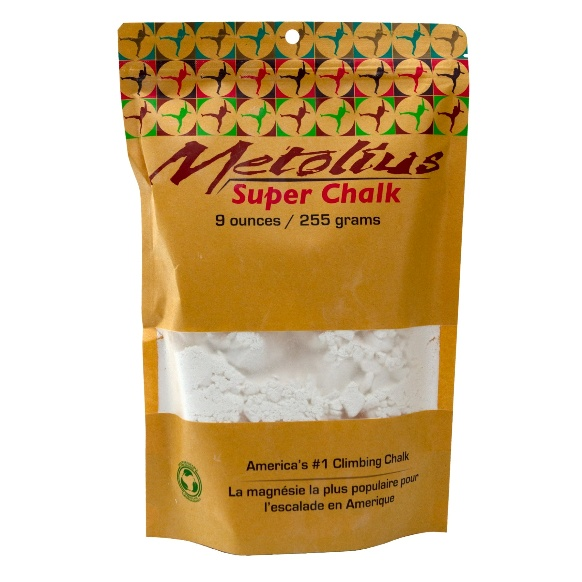 Metolius
Super Chalk
9 ounces / 255 grams
America's #1 Climbing Chalk
La magnésie la plus populaire pour
l'escalade en Amerique